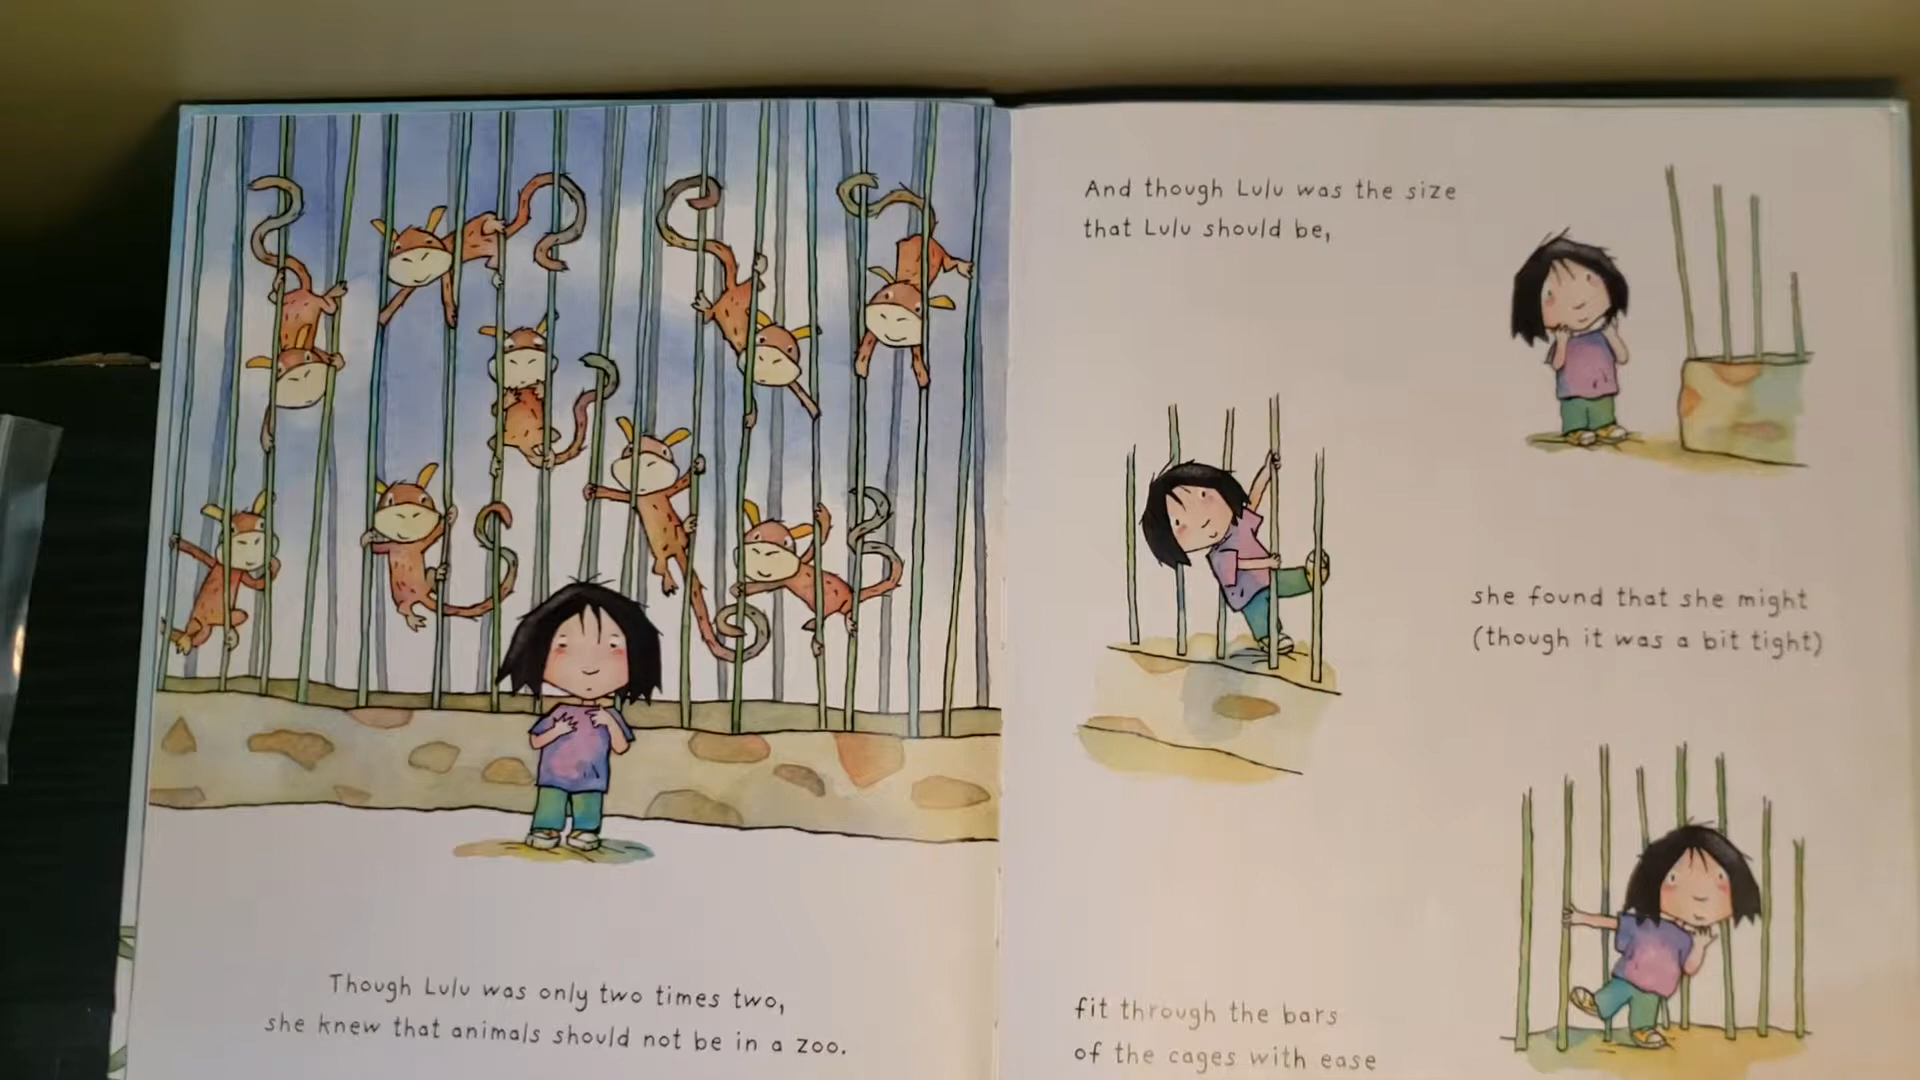 Though Lulu was only two times two,
she knew that animals should not be in a zoo.
And though Lulu was the size
that Lulu should be,
she found that she might
(though it was a bit tight)
fit through the bars
of the cages with ease